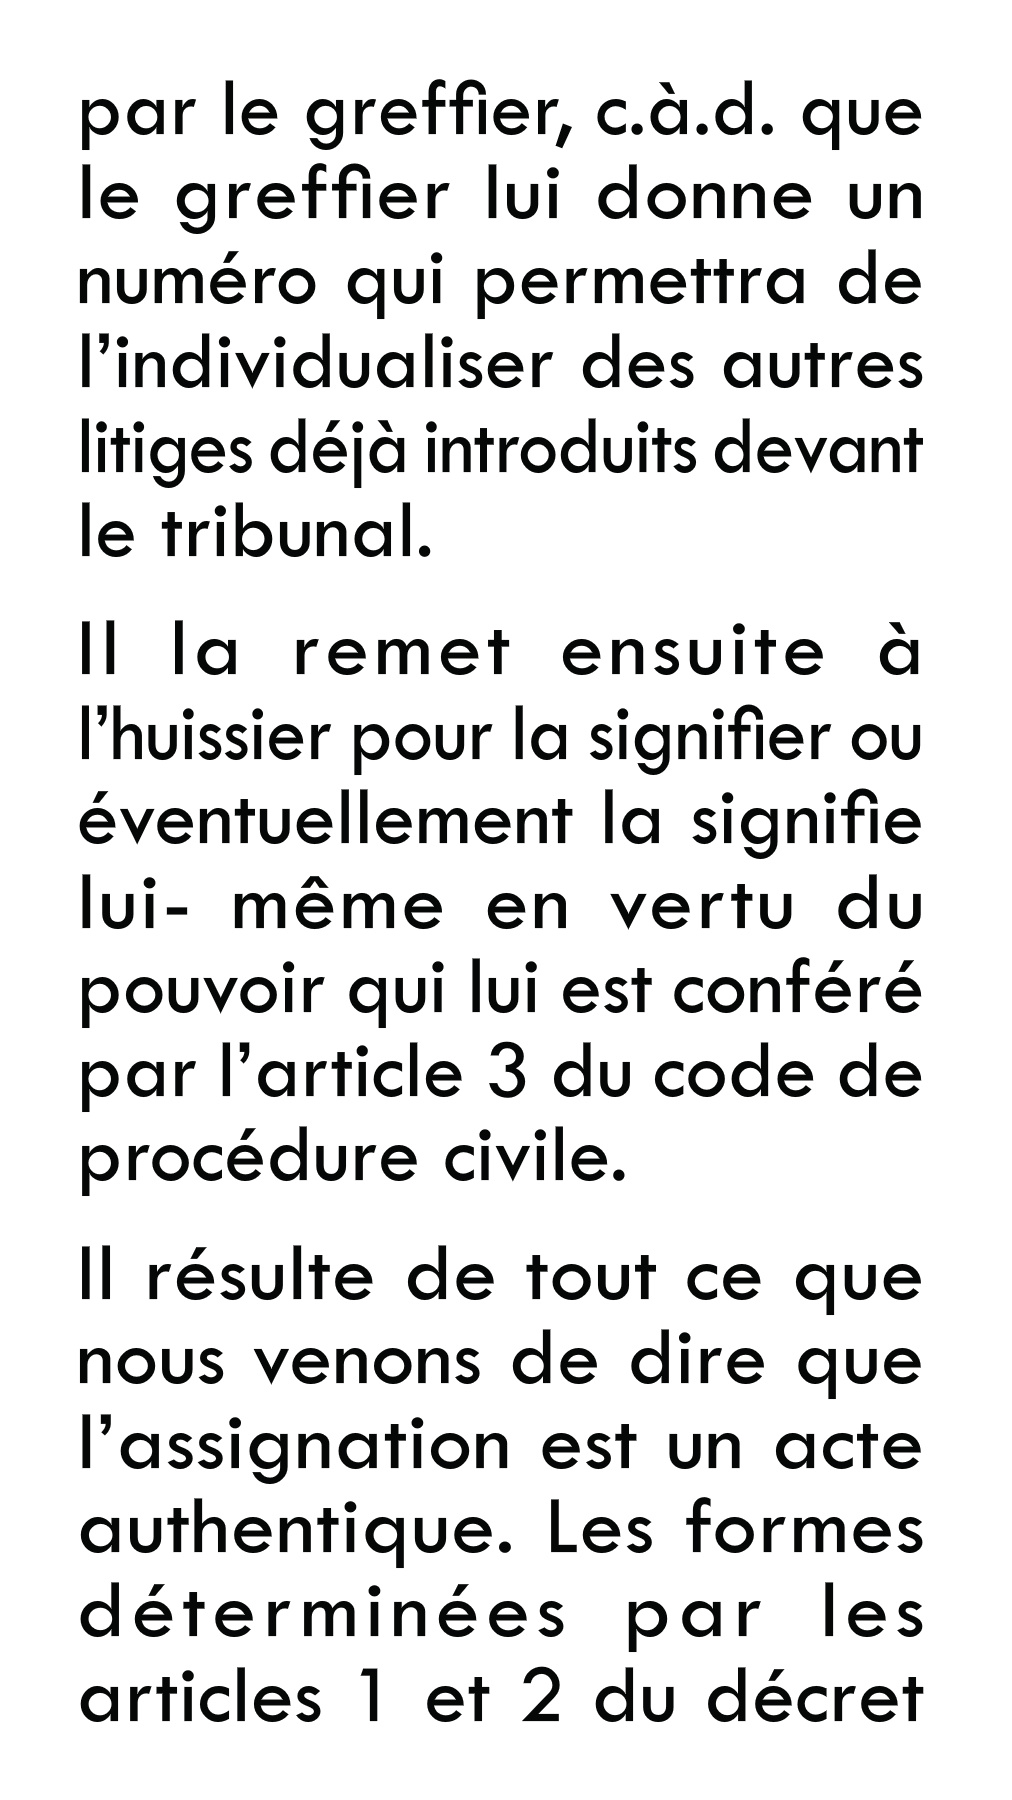 par le greffier, c.à.d. que
le greffier lui donne un
numéro qui permettra de
l’individualiser des autres
litiges déjà introduits devant
le tribunal.
Il la remet ensuite à
l’huissier pour la signifier ou
éventuellement la signifie
lui- même en vertu du
pouvoir qui lui est conféré
par l’article 3 du code de
procédure civile.
Il résulte de tout ce que
nous venons de dire que
l’assignation est un acte
authentique. Les formes
déterminées par les
articles 1 et 2 du décret